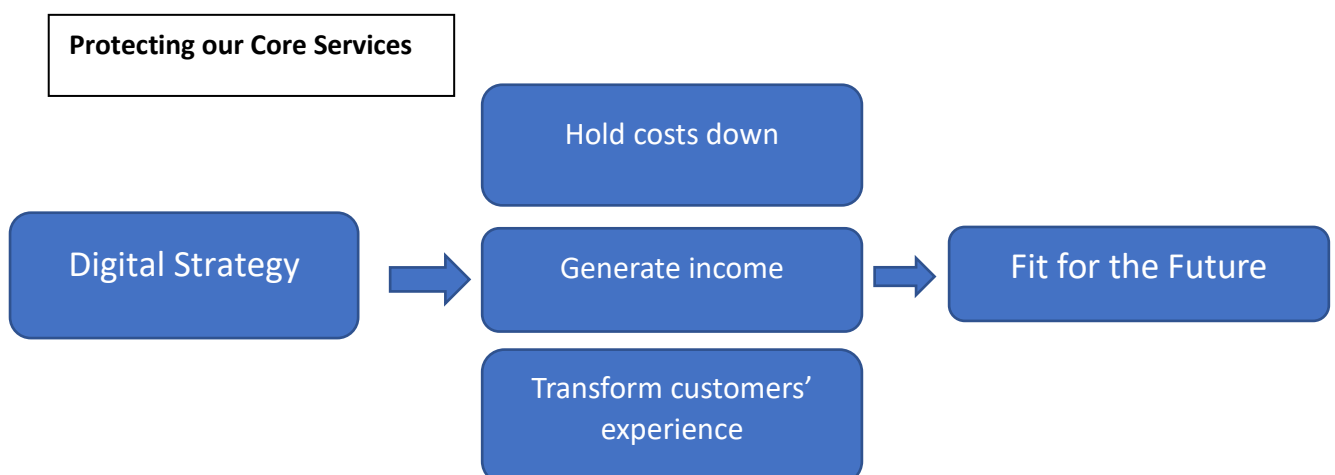 Protecting our Core Services
Hold costs down
Digital Strategy
Generate income
Fit for the Future
Transform customers’
experience